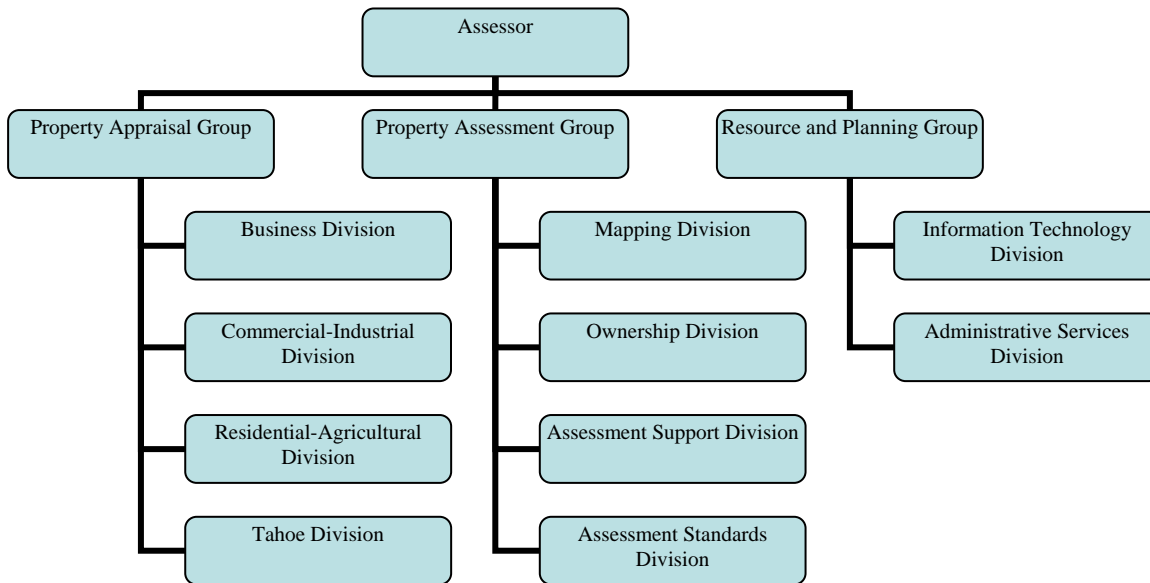 Assessor
Property Appraisal Group
Property Assessment Group
Resource and Planning Group
Business Division
Mapping Division
Information Technology
Division
Commercial-Industrial
Division
Ownership Division
Administrative Services
Division
Residential-Agricultural
Division
Assessment Support Division
Tahoe Division
Assessment Standards
Division